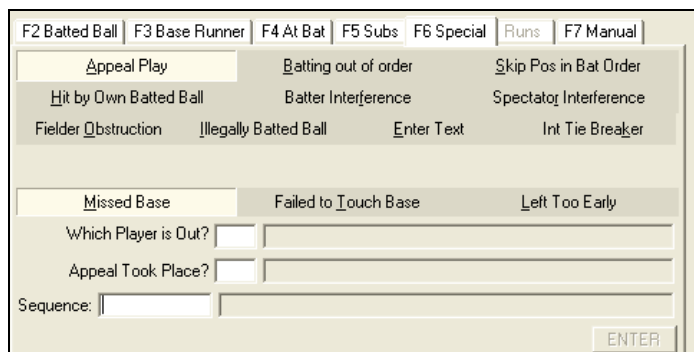 F2 Batted Ball F3 Base Runner F4 At Bat F5 Subs F6 Special Runs F7 Manual
Appeal Play Batting out of order Skip Pos in Bat Order
Hit by Own Batted Ball Batter Interference Spectator Interference
Fielder Obstruction Illegally Batted Ball Enter Text Int Tie Breaker
Missed Base Failed to Touch Base Left Too Early
Which Player is Out?
Appeal Took Place?
Sequence:
ENTER